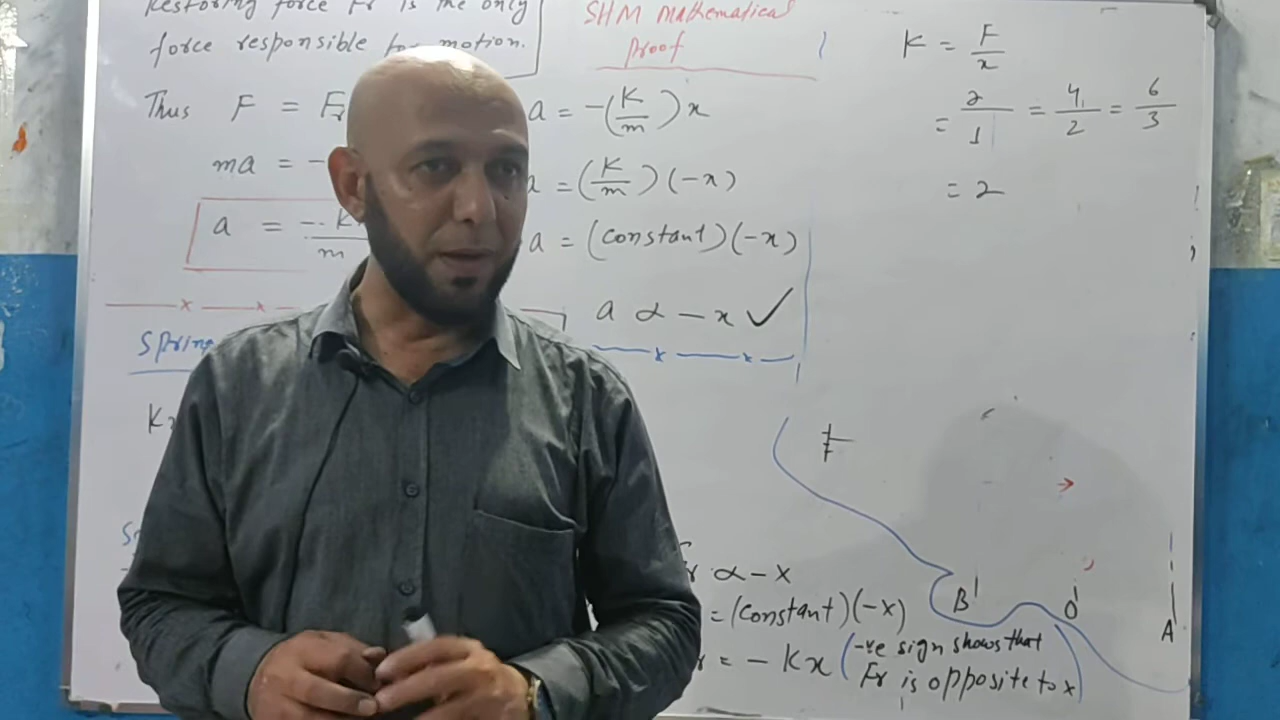 Restoring force Fr is the only
force responsible for motion.
Thus F = Fr
ma = -
a = -K
m
Spring
SHM mathematical
proof
a = -(K/m)x
a = (K/m)(-x)
a = (constant)(-x)
a α -x ✓
K = F/x
= 2/1 = 4/2 = 6/3
= 2
F
B O A
Fr α -x
= (constant)(-x)
= - Kx (-ve sign shows that
Fr is opposite to x)